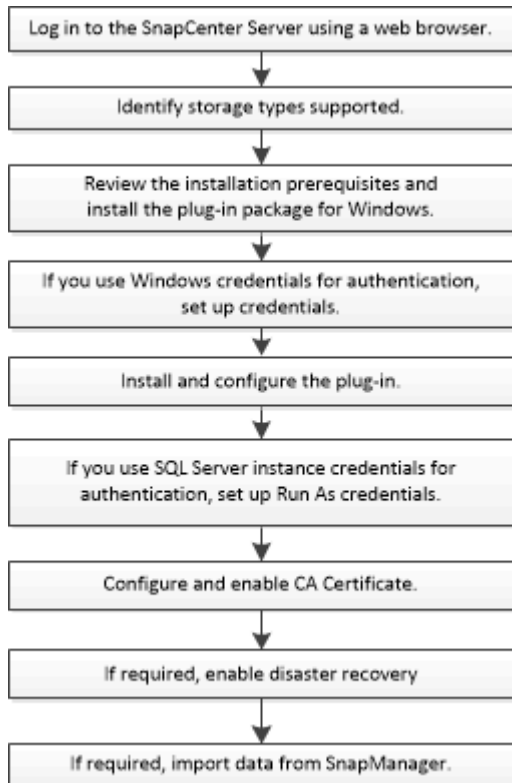 Log in to the SnapCenter Server using a web browser.
Identify storage types supported.
Review the installation prerequisites and
install the plug-in package for Windows.
If you use Windows credentials for authentication,
set up credentials.
Install and configure the plug-in.
If you use SQL Server instance credentials for
authentication, set up Run As credentials.
Configure and enable CA Certificate.
If required, enable disaster recovery
If required, import data from SnapManager.